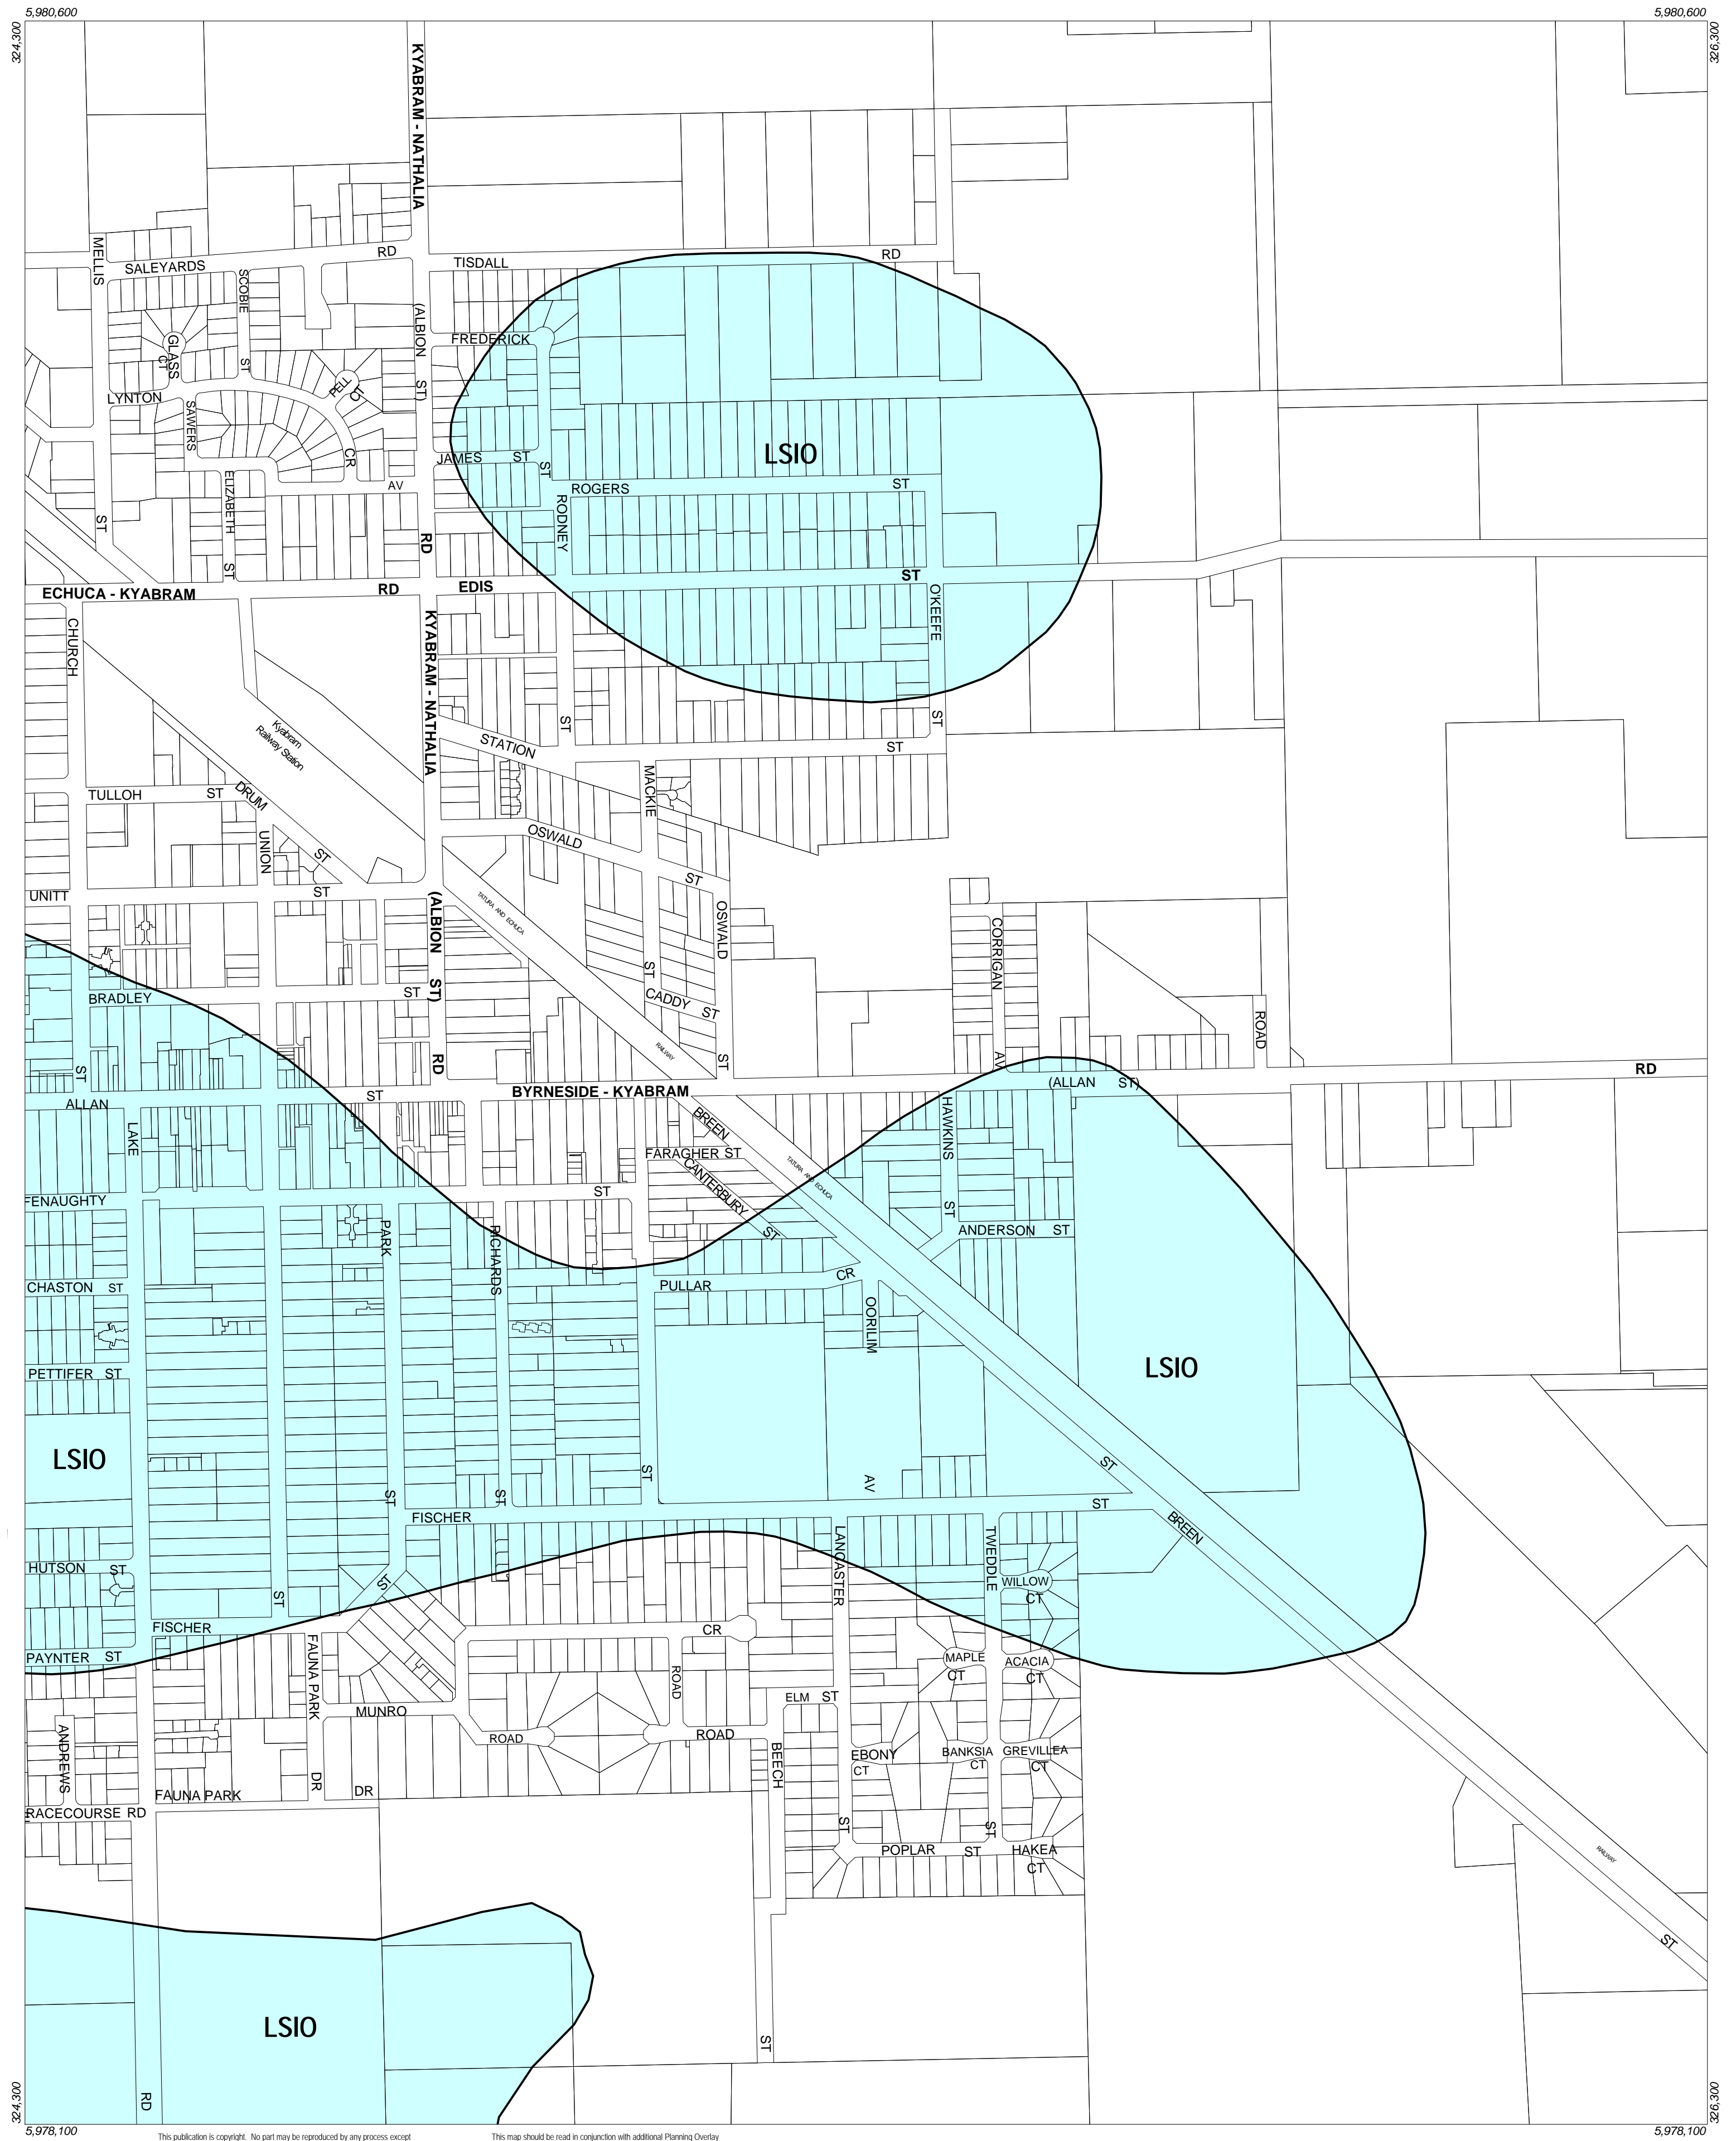 5,980,600
5,980,600
324,300
326,300
KYABRAM - NATHALIA
MELLIS
SALEYARDS
RD
TISDALL
RD
SCOBIE
(ALBION
FREDERICK
GLASS
CT
ST
PELL
CT
ST)
LYNTON
SAWERS
CR
JAMES ST
ST
LSIO
ELIZABETH
AV
ROGERS
ST
ST
RODNEY
RD
ST
ECHUCA - KYABRAM
RD
EDIS
ST
O'KEEFE
CHURCH
KYABRAM - NATHALIA
Kyabram
Railway Station
ST
ST
STATION
ST
MACKIE
TULLOH
ST
DRUM
UNION
ST
OSWALD
ST
UNITT
ST
(ALBION ST)
TATURA AND ECHUCA
OSWALD
CORRIGAN
ST
BRADLEY
ST
CADDY ST
ROAD
RD
RAILWAY
ST
AV
ST
RD
ALLAN
ST
BYRNESIDE - KYABRAM
(ALLAN ST)
LAKE
BREEN
HAWKINS
FARAGHER ST
CANTERBURY
TATURA AND ECHUCA
FENAUGHTY
ST
ST
PARK
RICHARDS
ST
ANDERSON ST
CHASTON ST
PULLAR
CR
OORILIM
PETTIFER ST
LSIO
LSIO
ST
ST
ST
ST
AV
ST
FISCHER
BREEN
LANCASTER
TWEDDLE
HUTSON ST
ST
ST
WILLOW
CT
FISCHER
CR
PAYNTER ST
FAUNA PARK
MAPLE
CT
ACACIA
CT
ROAD
ELM ST
MUNRO
ROAD
ROAD
ANDREWS
BEECH
EBONY
CT
BANKSIA
CT
GREVILLEA
CT
DR
DR
FAUNA PARK
RACECOURSE RD
ST
ST
POPLAR ST
HAKEA
CT
RAILWAY
ST
LSIO
ST
RD
324,300
326,300
5,978,100
5,978,100
This publication is copyright. No part may be reproduced by any process except
This map should be read in conjunction with additional Planning Overlay